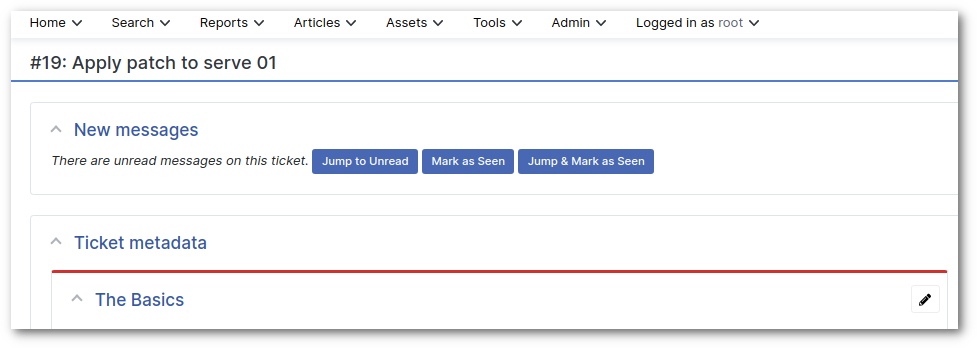 Home Search Reports Articles Assets Tools Admin Logged in as root
#19: Apply patch to serve 01
New messages
There are unread messages on this ticket. Jump to Unread Mark as Seen Jump & Mark as Seen
Ticket metadata
The Basics